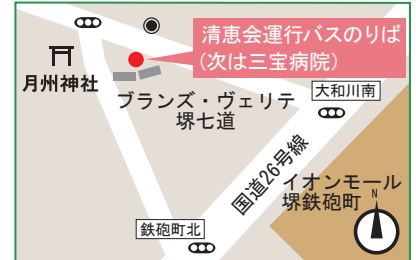 清恵会運行バスのりば
(次は三宝病院)
月州神社
ブランズ・ヴェリテ
堺七道
大和川南
国道26号線
イオンモール
堺鉄砲町
N
鉄砲町北